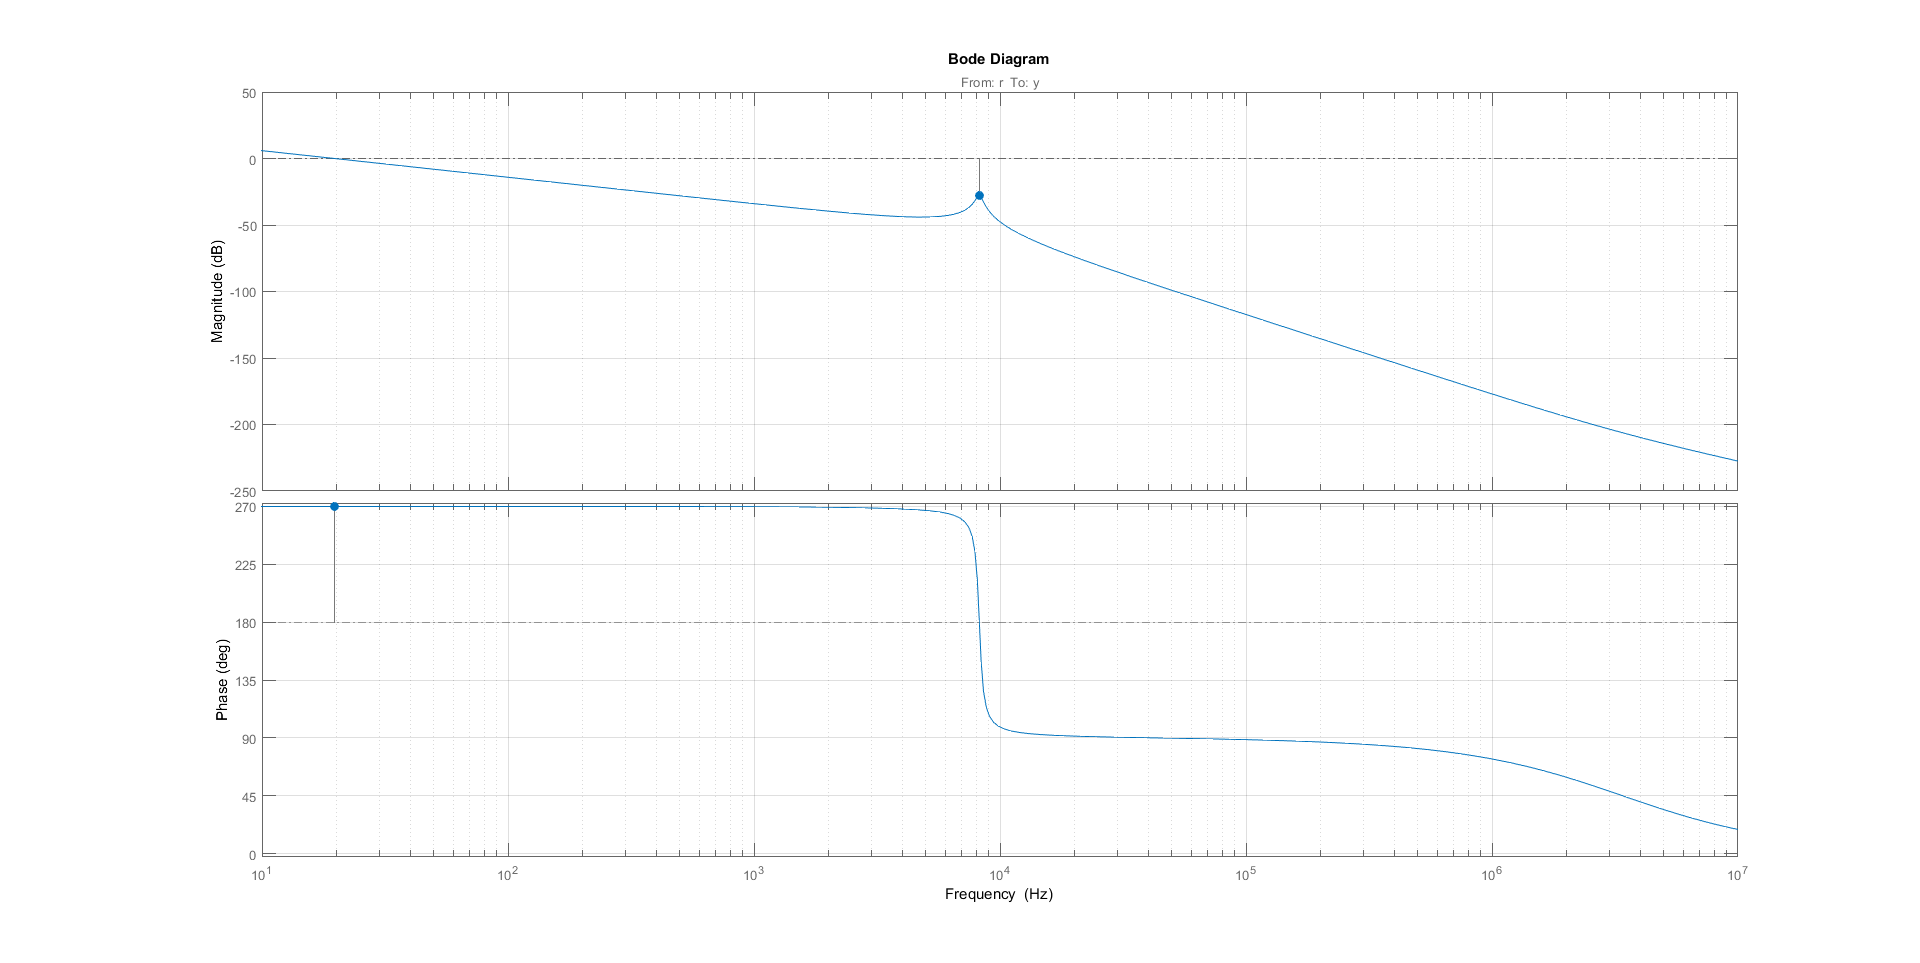 Bode Diagram
From: r To: y
50
0
-50
-100
-150
-200
-250
Magnitude (dB)
270
225
180
135
90
45
0
Phase (deg)
10^1 10^2 10^3 10^4 10^5 10^6 10^7
Frequency (Hz)